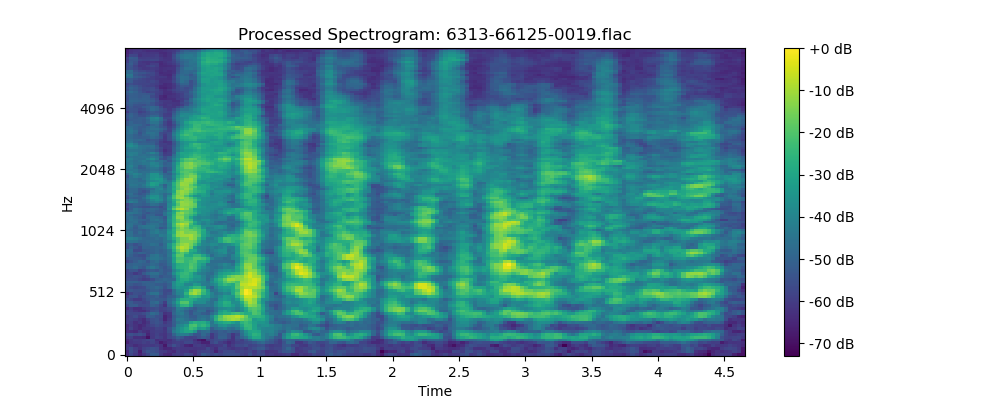 Processed Spectrogram: 6313-66125-0019.flac
+0 dB
4096
-10 dB
-20 dB
2048
-30 dB
Hz
1024
-40 dB
-50 dB
512
-60 dB
0
-70 dB
0 0.5 1 1.5 2 2.5 3 3.5 4 4.5
Time